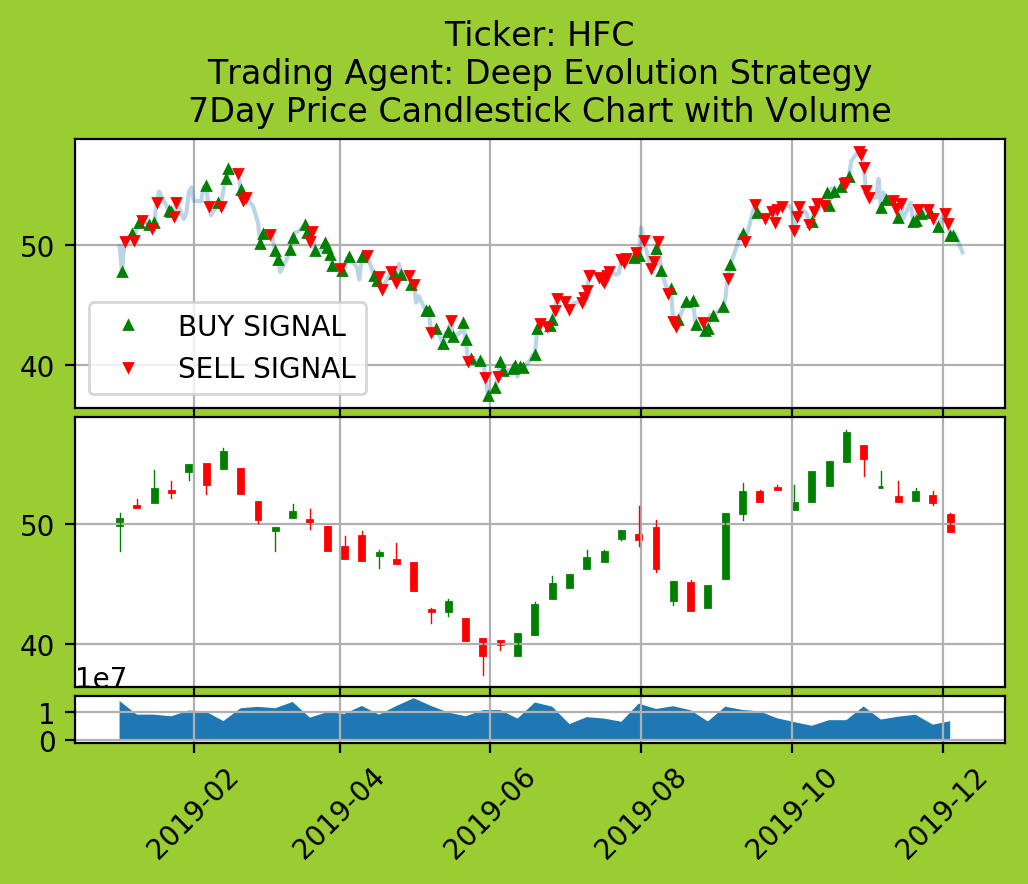 Ticker: HFC
Trading Agent: Deep Evolution Strategy
7Day Price Candlestick Chart with Volume
50
40
BUY SIGNAL
SELL SIGNAL
50
40
1e7
1
0
2019-02
2019-04
2019-06
2019-08
2019-10
2019-12